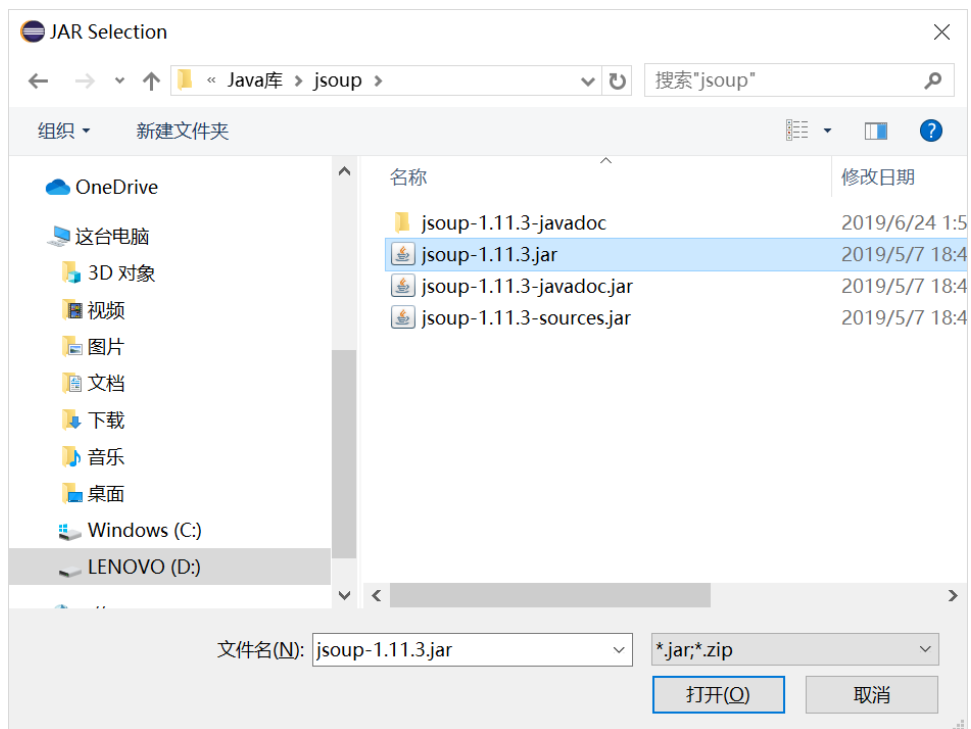 JAR Selection
« Java库 > jsoup >
搜索"jsoup"
组织
新建文件夹
OneDrive
这台电脑
3D 对象
视频
图片
文档
下载
音乐
桌面
Windows (C:)
LENOVO (D:)
名称
修改日期
jsoup-1.11.3-javadoc
2019/6/24 1:5
jsoup-1.11.3.jar
2019/5/7 18:4
jsoup-1.11.3-javadoc.jar
2019/5/7 18:4
jsoup-1.11.3-sources.jar
2019/5/7 18:4
文件名(N):
jsoup-1.11.3.jar
*.jar;*.zip
打开(O)
取消